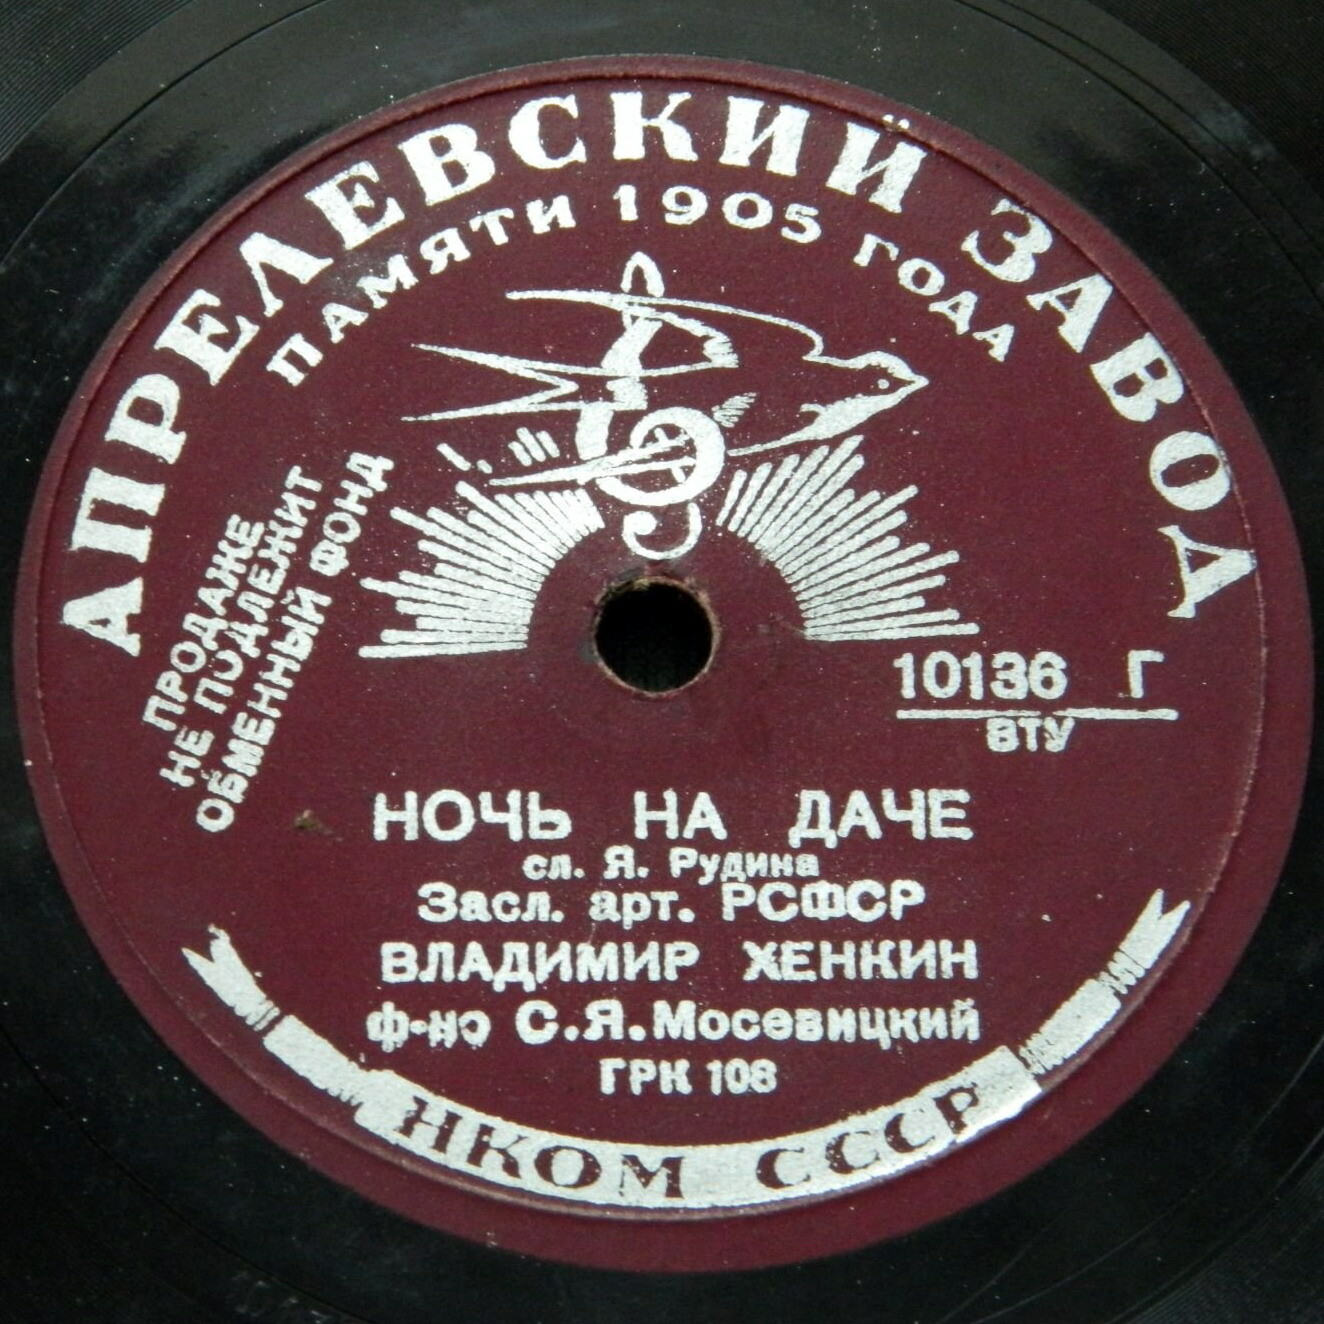 АПРЕЛЕВСКИЙ ЗАВОД
ПАМЯТИ 1905 ГОДА
ПРОДАЖЕ
НЕ ПОДЛЕЖИТ
ОБМЕННЫЙ ФОНД
10136 Г
ВТУ
НОЧЬ НА ДАЧЕ
сл. Я. Рудина
Засл. арт. РСФСР
ВЛАДИМИР ХЕНКИН
ф-но С.Я.Мосевицкий
ГРК 108
НКОМ СССР